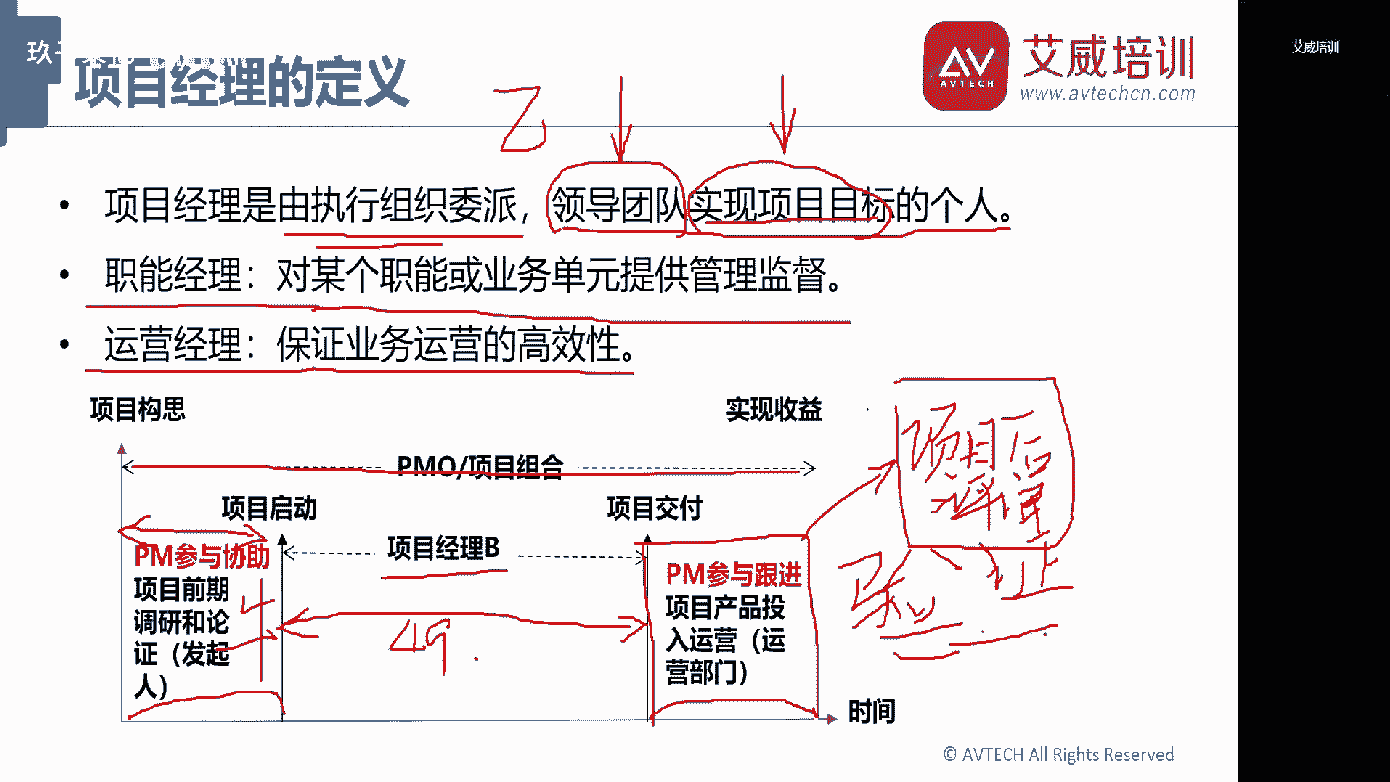 项目经理的定义
AVTECH
艾威培训
www.avtechcn.com
艾威培训
乙
• 项目经理是由执行组织委派，领导团队实现项目目标的个人。
• 职能经理：对某个职能或业务单元提供管理监督。
• 运营经理：保证业务运营的高效性。
项目构思
实现收益
PMO/项目组合
项目启动
项目交付
项目经理B
PM参与协助
项目前期
调研和论
证（发起
人）
4
49
PM参与跟进
项目产品投
入运营（运
营部门）
项目后
评估
验证
时间
© AVTECH All Rights Reserved